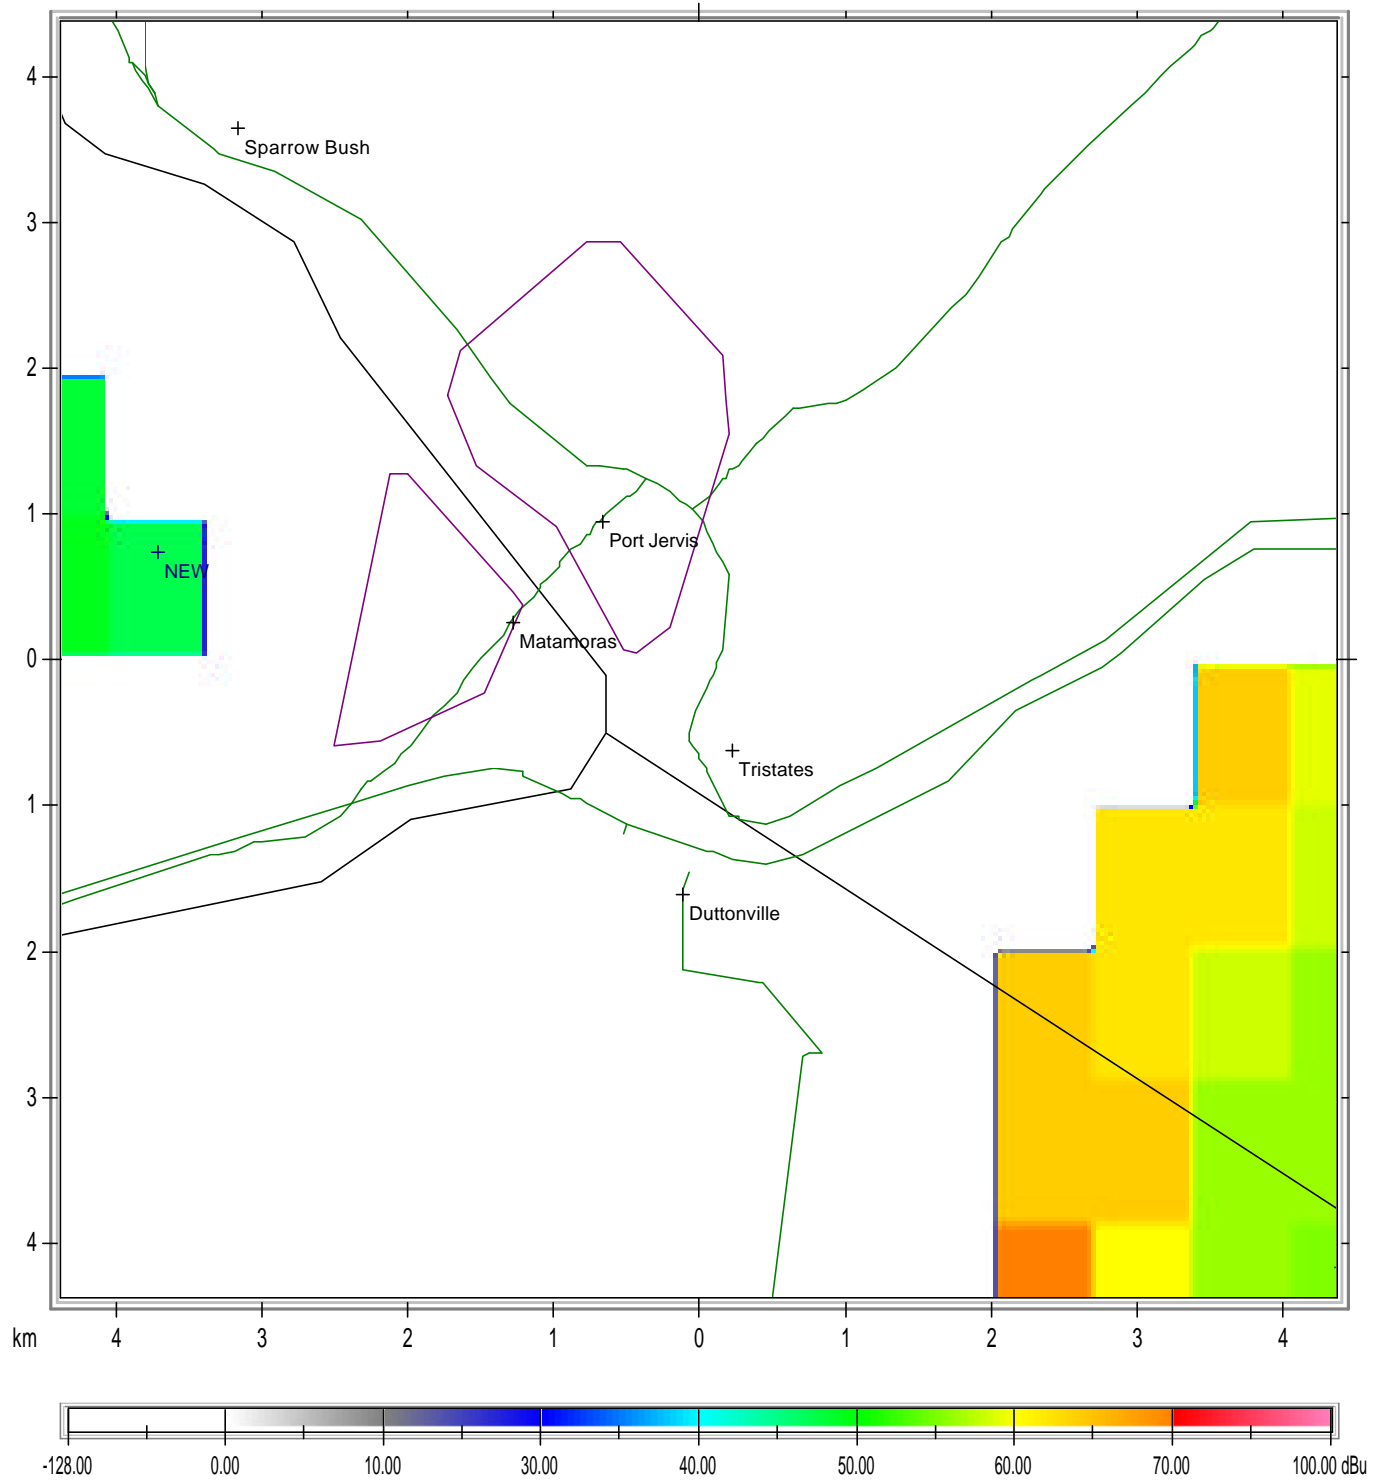 4
Sparrow Bush
3
2
1
Port Jervis
NEW
Matamoras
0
Tristates
1
Duttonville
2
3
4
km 4 3 2 1 0 1 2 3 4
-128.00 0.00 10.00 30.00 40.00 50.00 60.00 70.00 100.00 dBu